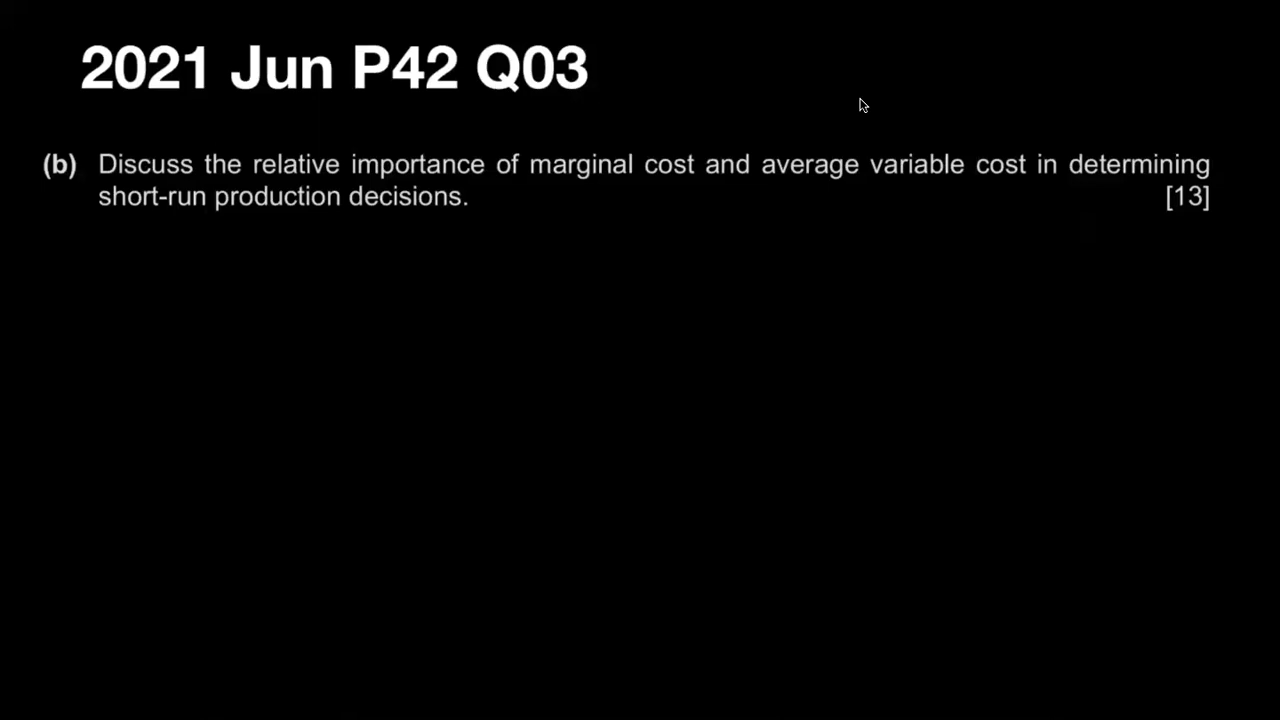 2021 Jun P42 Q03
(b) Discuss the relative importance of marginal cost and average variable cost in determining
short-run production decisions. [13]